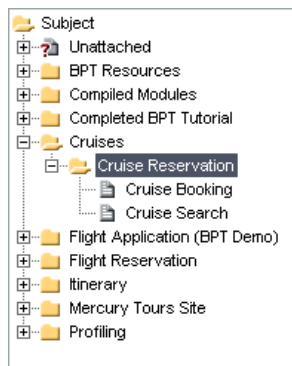 Subject
Unattached
BPT Resources
Compiled Modules
Completed BPT Tutorial
Cruises
Cruise Reservation
Cruise Booking
Cruise Search
Flight Application (BPT Demo)
Flight Reservation
Itinerary
Mercury Tours Site
Profiling